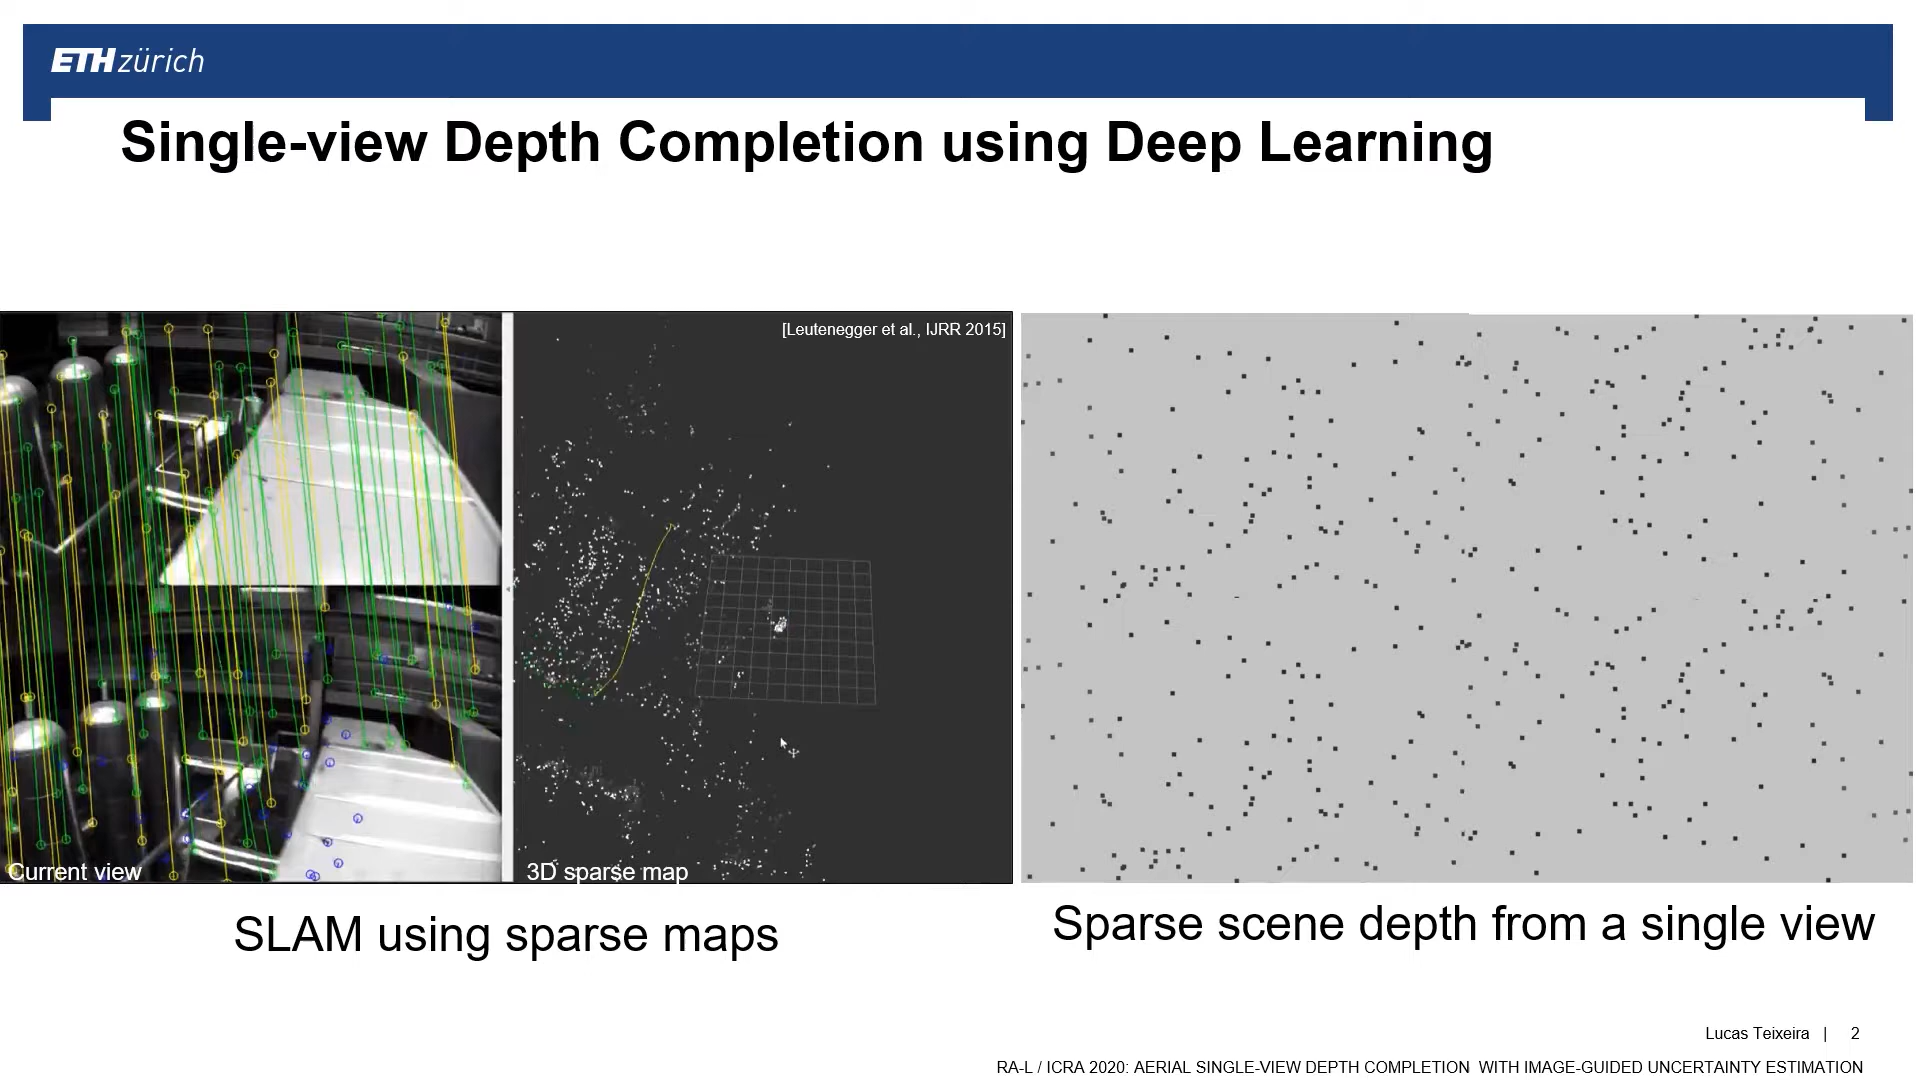 ETH zürich
Single-view Depth Completion using Deep Learning
[Leutenegger et al., IJRR 2015]
Current view
3D sparse map
SLAM using sparse maps
Sparse scene depth from a single view
Lucas Teixeira | 2
RA-L / ICRA 2020: AERIAL SINGLE-VIEW DEPTH COMPLETION WITH IMAGE-GUIDED UNCERTAINTY ESTIMATION